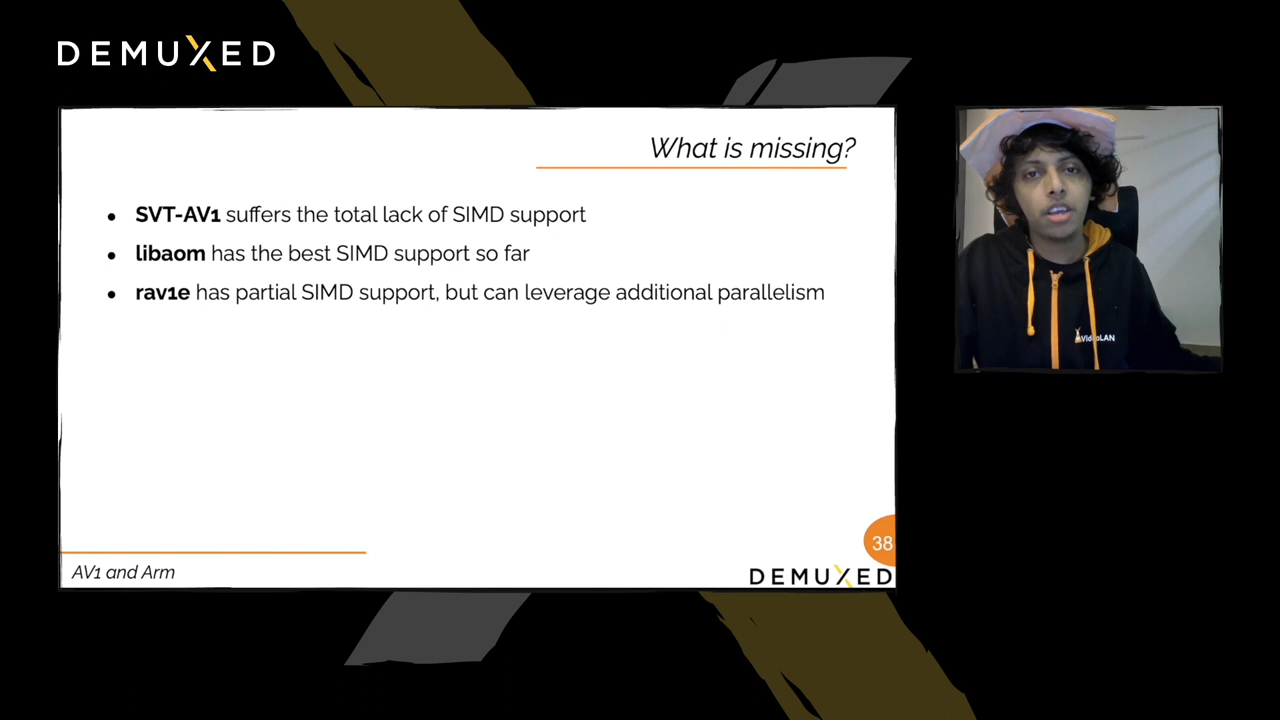 DEMUXED
What is missing?
• SVT-AV1 suffers the total lack of SIMD support
• libaom has the best SIMD support so far
• rav1e has partial SIMD support, but can leverage additional parallelism
38
AV1 and Arm
DEMUXED
VideoLAN